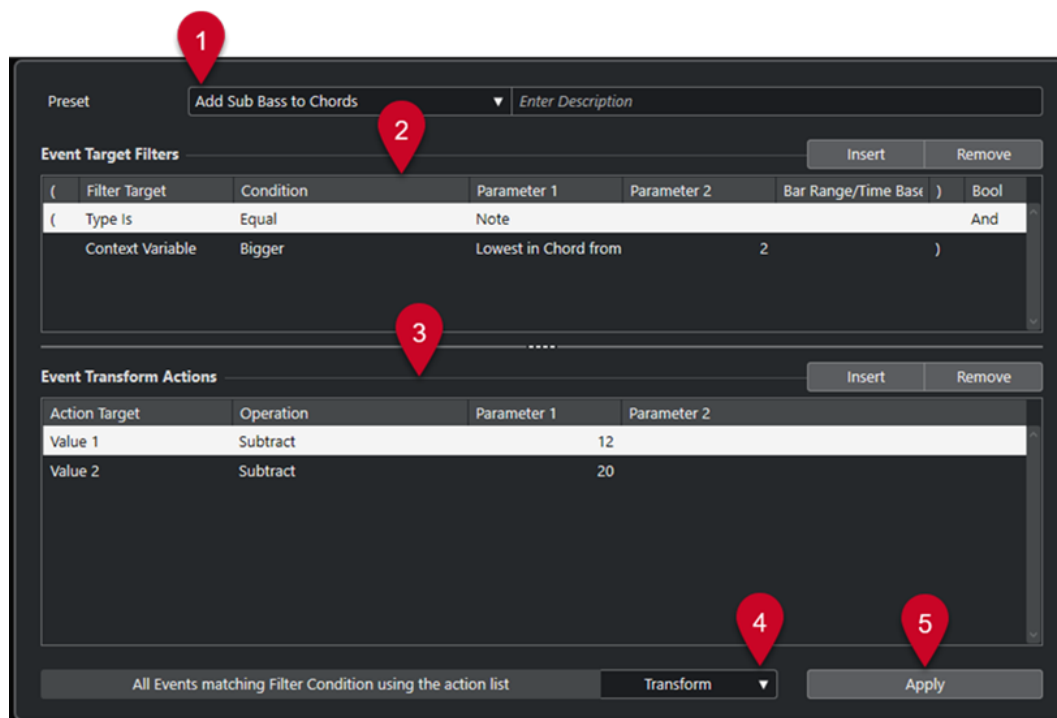 1
Preset Add Sub Bass to Chords Enter Description
2
Event Target Filters Insert Remove
( Filter Target Condition Parameter 1 Parameter 2 Bar Range/Time Base ) Bool
( Type Is Equal Note And
Context Variable Bigger Lowest in Chord from 2 )
3
Event Transform Actions Insert Remove
Action Target Operation Parameter 1 Parameter 2
Value 1 Subtract 12
Value 2 Subtract 20
4 5
All Events matching Filter Condition using the action list Transform Apply